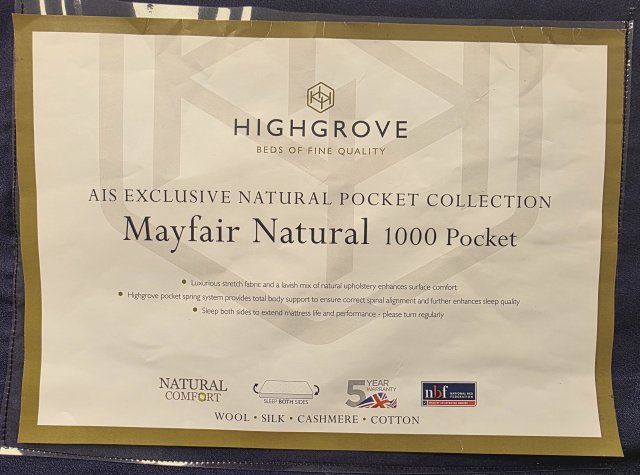 HIGHGROVE
BEDS OF FINE QUALITY
AIS EXCLUSIVE NATURAL POCKET COLLECTION
Mayfair Natural 1000 Pocket
• Luxurious stretch fabric and a lavish mix of natural upholstery enhances surface comfort
• Highgrove pocket spring system provides total body support to ensure correct spinal alignment and further enhances sleep quality
• Sleep both sides to extend mattress life and performance - please turn regularly
NATURAL
COMFORT
SLEEP BOTH SIDES
5 YEAR
WARRANTY
nbf NATIONAL BED
FEDERATION
WOOL • SILK • CASHMERE • COTTON